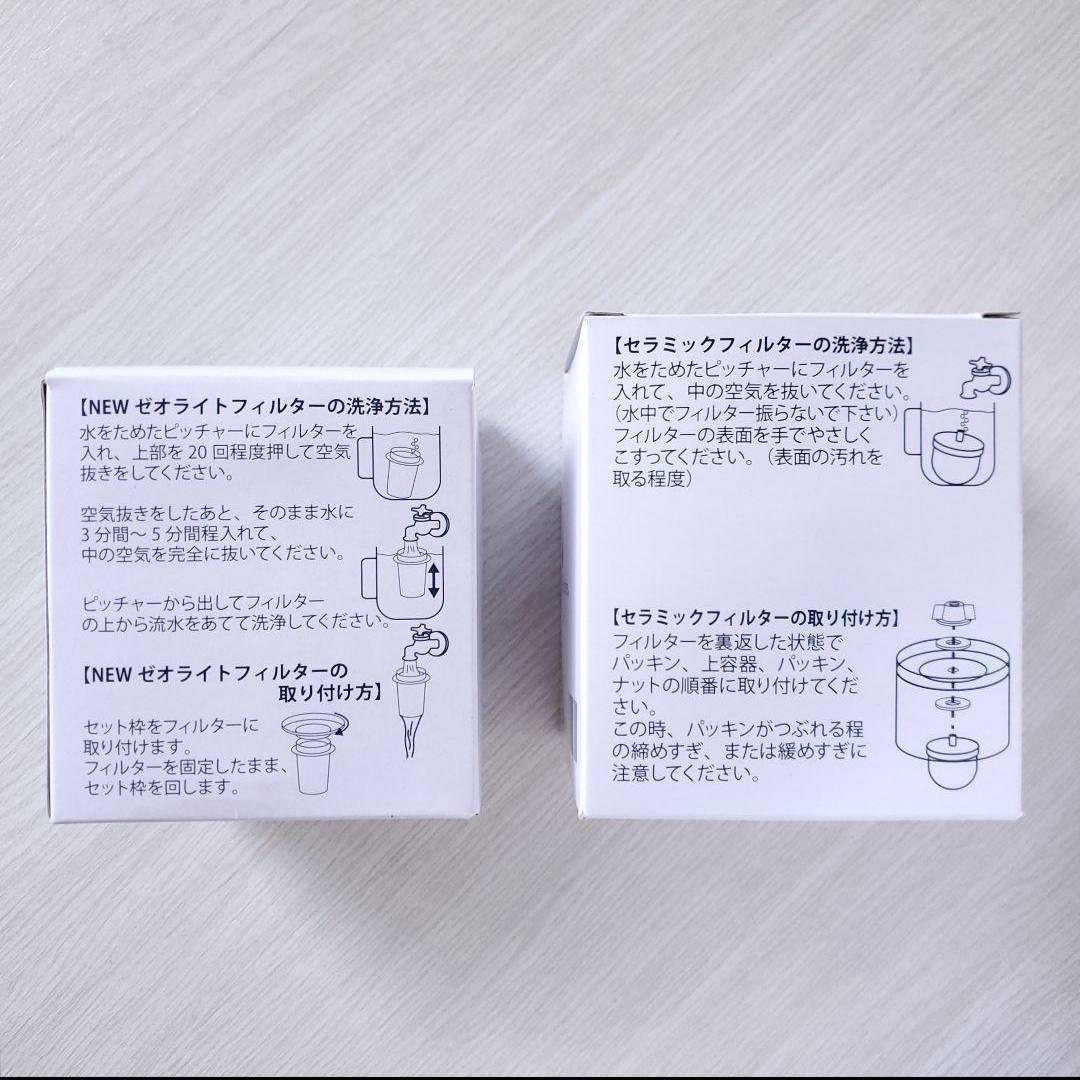 【NEW ゼオライトフィルターの洗浄方法】
水をためたピッチャーにフィルターを
入れ、上部を 20 回程度押して空気
抜きをしてください。
空気抜きをしたあと、そのまま水に
3 分間〜 5 分間程入れて、
中の空気を完全に抜いてください。
ピッチャーから出してフィルター
の上から流水をあてて洗浄してください。
【NEW ゼオライトフィルターの
取り付け方】
セット枠をフィルターに
取り付けます。
フィルターを固定したまま、
セット枠を回します。
【セラミックフィルターの洗浄方法】
水をためたピッチャーにフィルターを
入れて、中の空気を抜いてください。
（水中でフィルター振らないで下さい）
フィルターの表面を手でやさしく
こすってください。（表面の汚れを
取る程度）
【セラミックフィルターの取り付け方】
フィルターを裏返した状態で
パッキン、上容器、パッキン、
ナットの順番に取り付けてくだ
さい。
この時、パッキンがつぶれる程
の締めすぎ、または緩めすぎに
注意してください。